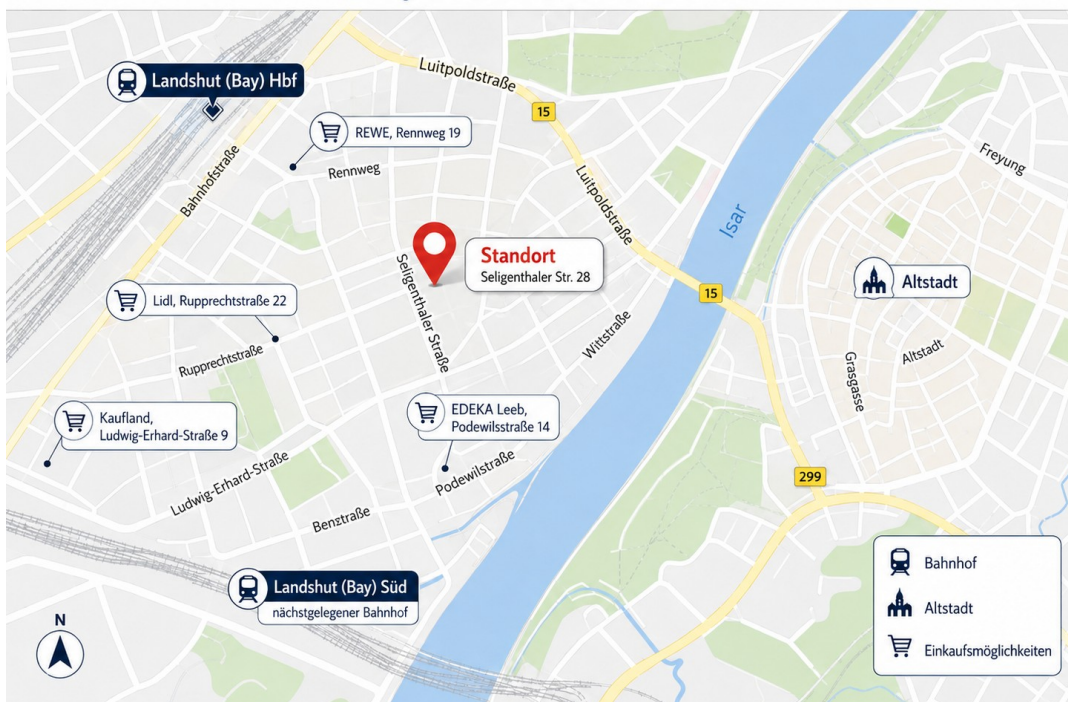 Luitpoldstraße
Landshut (Bay) Hbf
15
REWE, Rennweg 19
Freyung
Rennweg
Bahnhofstraße
Luitpoldstraße
Isar
Standort
Seligenthaler Str. 28
Seligenthaler Straße
Altstadt
15
Lidl, Rupprechtstraße 22
Wittstraße
Rupprechtstraße
Grasgasse
Altstadt
Kaufland,
Ludwig-Erhard-Straße 9
EDEKA Leeb,
Podewilsstraße 14
Ludwig-Erhard-Straße
Podewilstraße
299
Benzstraße
Landshut (Bay) Süd
nächstgelegener Bahnhof
N
Bahnhof
Altstadt
Einkaufsmöglichkeiten